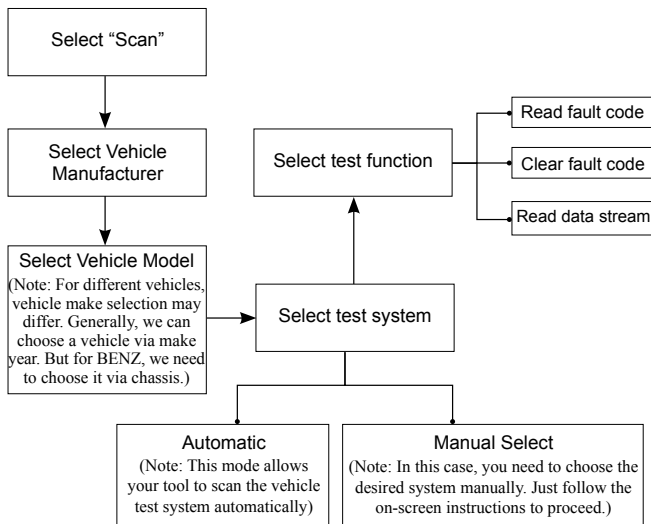 Select “Scan”
Select Vehicle
Manufacturer
Select Vehicle Model
(Note: For different vehicles,
vehicle make selection may
differ. Generally, we can
choose a vehicle via make
year. But for BENZ, we need
to choose it via chassis.)
Select test function
Read fault code
Clear fault code
Read data stream
Select test system
Automatic
(Note: This mode allows
your tool to scan the vehicle
test system automatically)
Manual Select
(Note: In this case, you need to choose the
desired system manually. Just follow the
on-screen instructions to proceed.)